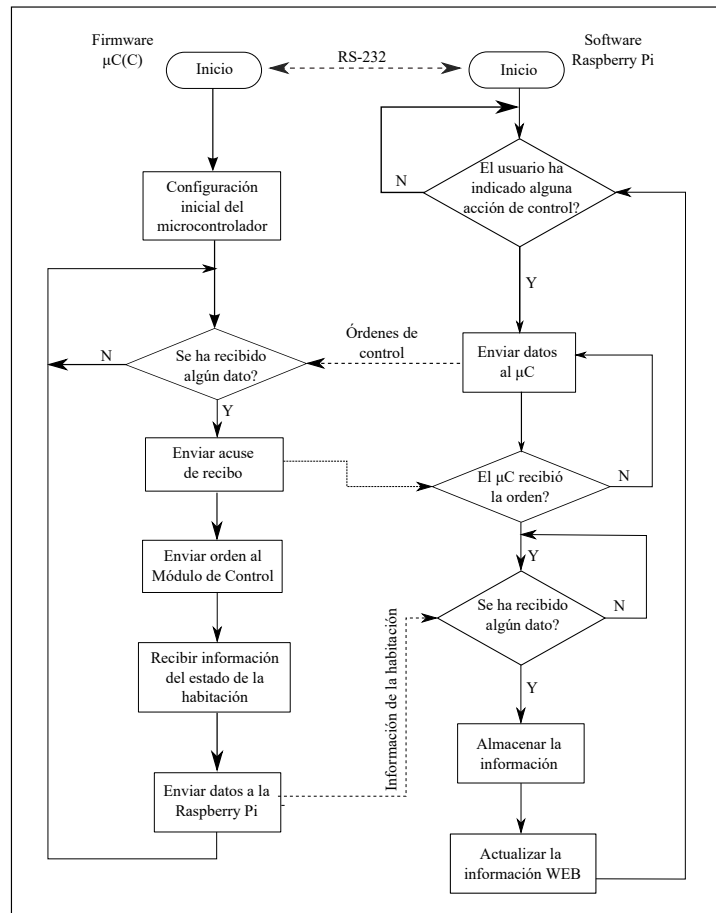 Firmware
μC(C)
Inicio
RS-232
Inicio
Software
Raspberry Pi
Configuración
inicial del
microcontrolador
El usuario ha
indicado alguna
acción de control?
N
Y
Órdenes de
control
Se ha recibido
algún dato?
N
Y
Enviar datos
al μC
Enviar acuse
de recibo
El μC recibió
la orden?
N
Y
Enviar orden al
Módulo de Control
Se ha recibido
algún dato?
N
Y
Recibir información
del estado de la
habitación
Información de la habitación
Almacenar la
información
Enviar datos a la
Raspberry Pi
Actualizar la
información WEB